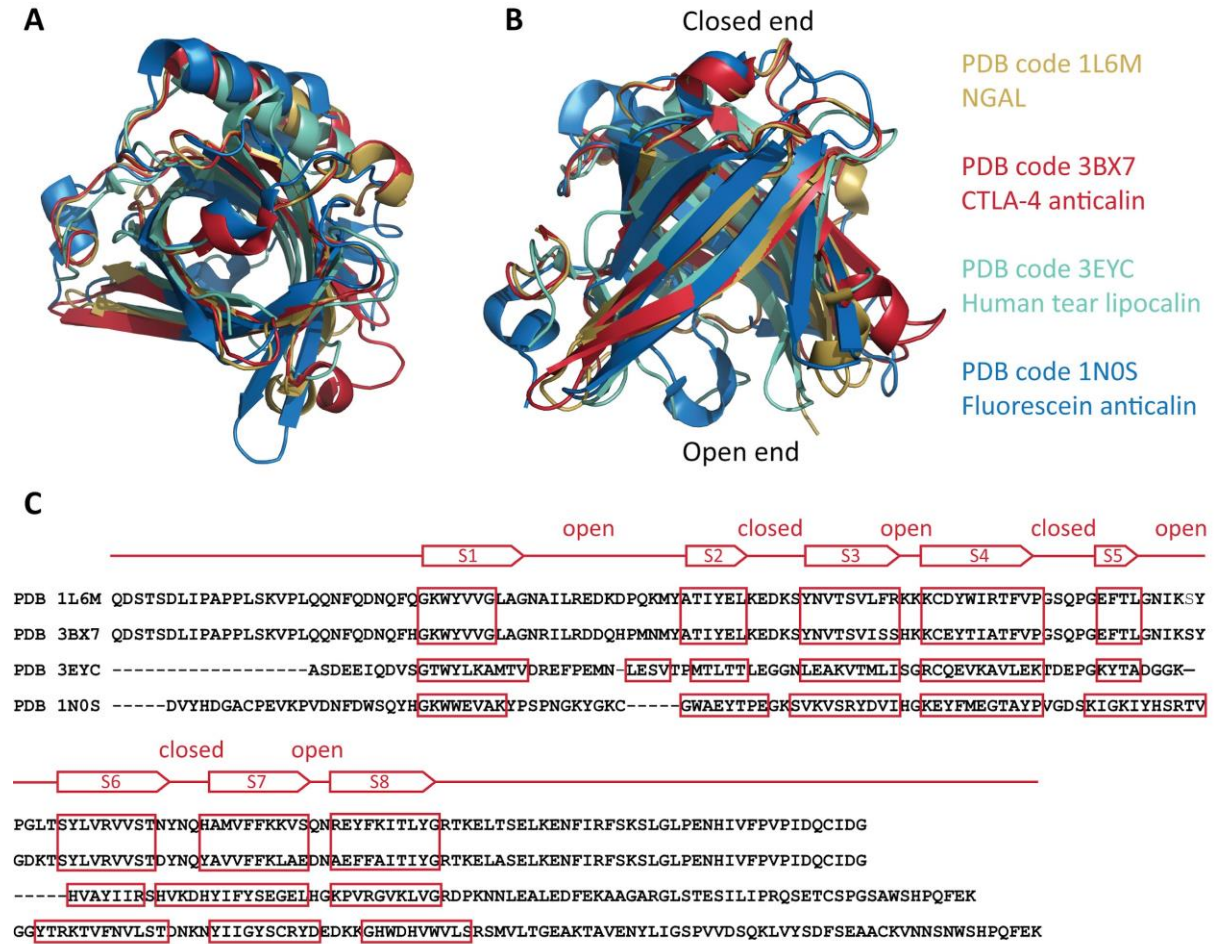 A
B
Closed end
Open end
PDB code 1L6M
NGAL
PDB code 3BX7
CTLA-4 anticalin
PDB code 3EYC
Human tear lipocalin
PDB code 1N0S
Fluorescein anticalin
C
open closed open closed open
S1 S2 S3 S4 S5
PDB 1L6M QDSTSDLIPAPPLSKVPLQQNFQDNQFQGKWYVVGLAGNAILREDKDPQKMYATIYELKEDKSYNVTSVLFRKKKCDYWIRTFVPGSQPGEFTLGNIKSY
PDB 3BX7 QDSTSDLIPAPPLSKVPLQQNFQDNQFHGKWYVVGLAGNRILRDDQHPMNMYATIYELKEDKSYNVTSVISSHKKCEYTIATFVPGSQPGEFTLGNIKSY
PDB 3EYC ------------------ASDEEIQDVSGTWYLKAMTVDREFPEMN-LESVTPMTLTTLEGGNLEAKVTMLISGRCQEVKAVLEKTDEPGKYTADGGK-
PDB 1N0S -----DVYHDGACPEVKPVDNFDWSQYHGKWWEVAKYPSPNGKYGKC-----GWAEYTPEGKSVKVSRYDVIHGKEYFMEGTAYPVGDSKIGKIYHSRTV
closed open
S6 S7 S8
PGLTSYLVRVVSTNYNQHAMVFFKKVSQNREYFKITLYGRTKELTSELKENFIRFSKSLGLPENHIVFPVPIDQCIDG
GDKTSYLVRVVSTDYNQYAVVFFKLAEDNAEFFAITIYGRTKELASELKENFIRFSKSLGLPENHIVFPVPIDQCIDG
-----HVAYIIRSHVKDHYIFYSEGELHGKPVRGVKLVGRDPKNNLEALEDFEKAAGARGLSTESILIPRQSETCSPGSAWSHPQFEK
GGYTRKTVFNVLSTDNKNYIIGYSCRYDEDKKGHWDHVWVLSRSMVLTGEAKTAVENYLIGSPVVDSQKLVYSDFSEAACKVNNSNWSHPQFEK